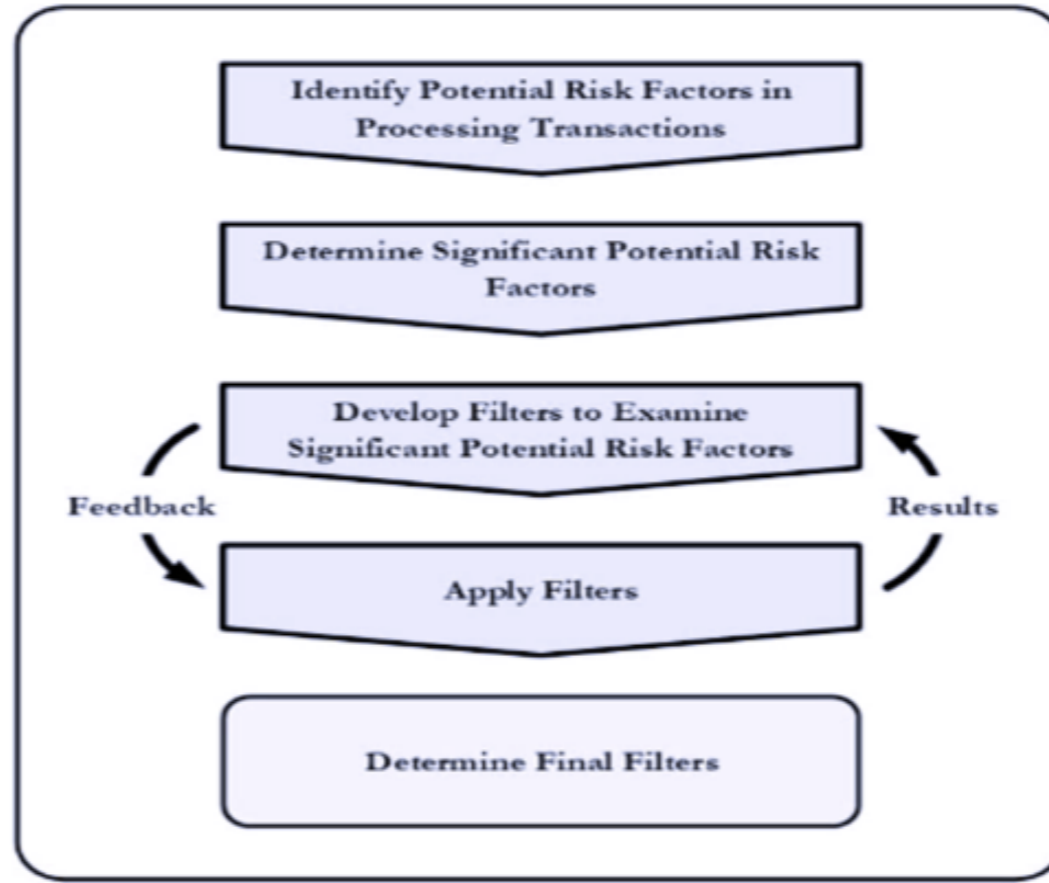 Identify Potential Risk Factors in
Processing Transactions
Determine Significant Potential Risk
Factors
Develop Filters to Examine
Significant Potential Risk Factors
Feedback
Results
Apply Filters
Determine Final Filters